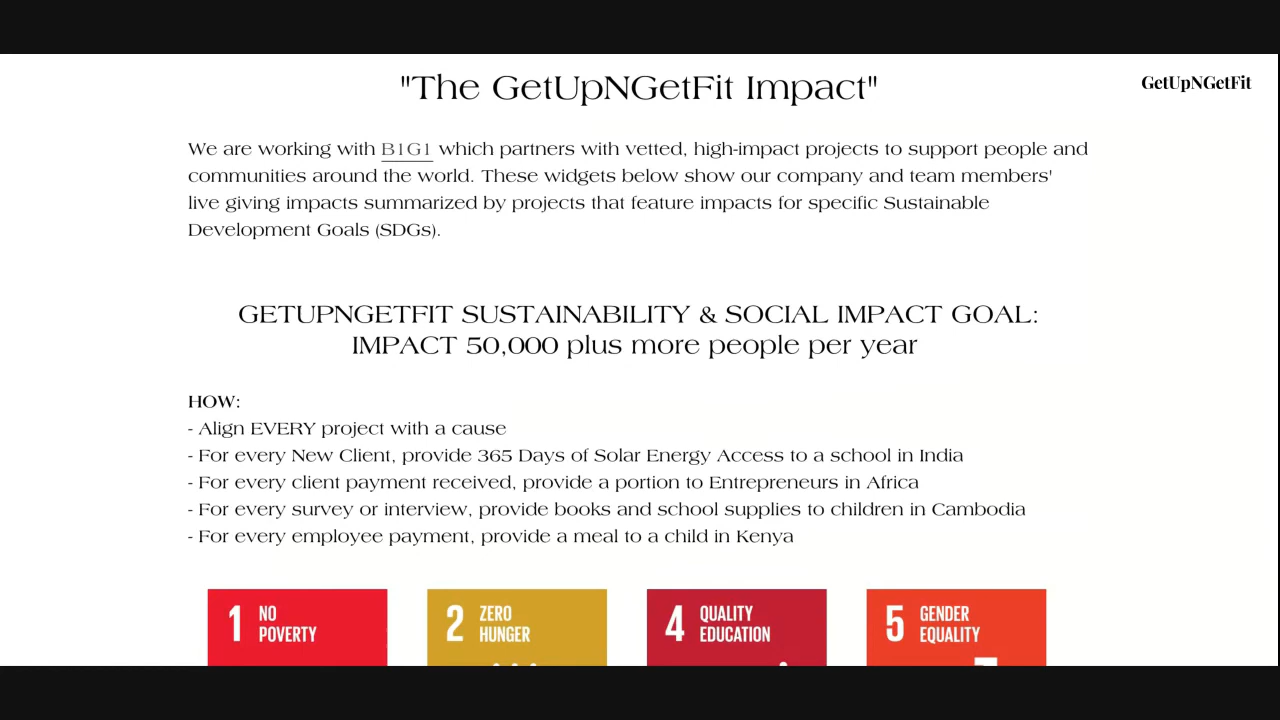 "The GetUpNGetFit Impact"
GetUpNGetFit
We are working with B1G1 which partners with vetted, high-impact projects to support people and
communities around the world. These widgets below show our company and team members'
live giving impacts summarized by projects that feature impacts for specific Sustainable
Development Goals (SDGs).
GETUPNGETFIT SUSTAINABILITY & SOCIAL IMPACT GOAL:
IMPACT 50,000 plus more people per year
HOW:
- Align EVERY project with a cause
- For every New Client, provide 365 Days of Solar Energy Access to a school in India
- For every client payment received, provide a portion to Entrepreneurs in Africa
- For every survey or interview, provide books and school supplies to children in Cambodia
- For every employee payment, provide a meal to a child in Kenya
1 NO
POVERTY
2 ZERO
HUNGER
4 QUALITY
EDUCATION
5 GENDER
EQUALITY